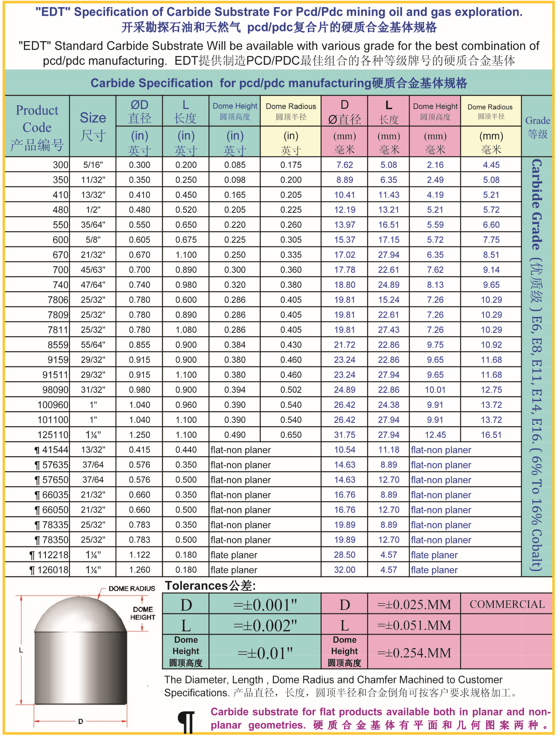 "EDT" Specification of Carbide Substrate For Pcd/Pdc mining oil and gas exploration.
开采勘探石油和天然气 pcd/pdc复合片的硬质合金基体规格
"EDT" Standard Carbide Substrate Will be available with various grade for the best combination of
pcd/pdc manufacturing. EDT提供制造PCD/PDC最佳组合的各种等级牌号的硬质合金基体
Carbide Specification for pcd/pdc manufacturing硬质合金基体规格
Product Code 产品编号 Size 尺寸 ØD 直径 (in) 英寸 L 长度 (in) 英寸 Dome Height 圆顶高度 (in) 英寸 Dome Radious 圆顶半径 (in) 英寸 D Ø直径 (mm) 毫米 L 长度 (mm) 毫米 Dome Height 圆顶高度 (mm) 毫米 Dome Radious 圆顶半径 (mm) 毫米 Grade 等级
300 5/16" 0.300 0.200 0.085 0.175 7.62 5.08 2.16 4.45
350 11/32" 0.350 0.250 0.098 0.200 8.89 6.35 2.49 5.08
410 13/32" 0.410 0.450 0.165 0.205 10.41 11.43 4.19 5.21
480 1/2" 0.480 0.520 0.205 0.225 12.19 13.21 5.21 5.72
550 35/64" 0.550 0.650 0.220 0.260 13.97 16.51 5.59 6.60
600 5/8" 0.605 0.675 0.225 0.305 15.37 17.15 5.72 7.75
670 21/32" 0.670 1.100 0.250 0.335 17.02 27.94 6.35 8.51
700 45/63" 0.700 0.890 0.300 0.360 17.78 22.61 7.62 9.14
740 47/64" 0.740 0.980 0.320 0.380 18.80 24.89 8.13 9.65
7806 25/32" 0.780 0.600 0.286 0.405 19.81 15.24 7.26 10.29
7809 25/32" 0.780 0.890 0.286 0.405 19.81 22.61 7.26 10.29
7811 25/32" 0.780 1.080 0.286 0.405 19.81 27.43 7.26 10.29
8559 55/64" 0.855 0.900 0.384 0.430 21.72 22.86 9.75 10.92
9159 29/32" 0.915 0.900 0.380 0.460 23.24 22.86 9.65 11.68
91511 29/32" 0.915 1.100 0.380 0.460 23.24 27.94 9.65 11.68
98090 31/32" 0.980 0.900 0.394 0.502 24.89 22.86 10.01 12.75
100960 1" 1.040 0.960 0.390 0.540 26.42 24.38 9.91 13.72
101100 1" 1.040 1.100 0.390 0.540 26.42 27.94 9.91 13.72
125110 1¼" 1.250 1.100 0.490 0.650 31.75 27.94 12.45 16.51
¶ 41544 13/32" 0.415 0.440 flat-non planer 10.54 11.18 flat-non planer
¶ 57635 37/64 0.576 0.350 flat-non planer 14.63 8.89 flat-non planer
¶ 57650 37/64 0.576 0.500 flat-non planer 14.63 12.70 flat-non planer
¶ 66035 21/32" 0.660 0.350 flat-non planer 16.76 8.89 flat-non planer
¶ 66050 21/32" 0.660 0.500 flat-non planer 16.76 12.70 flat-non planer
¶ 78335 25/32" 0.783 0.350 flat-non planer 19.89 8.89 flat-non planer
¶ 78350 25/32" 0.783 0.500 flat-non planer 19.89 12.70 flat-non planer
¶ 112218 1⅛" 1.122 0.180 flate planer 28.50 4.57 flate planer
¶ 126018 1¼" 1.260 0.180 flate planer 32.00 4.57 flate planer
Carbide Grade (优质级) E6, E8, E11, E14, E16. ( 6% To 16% Cobalt)
DOME RADIUS
DOME HEIGHT
L
D
Tolerances公差:
D =±0.001" D =±0.025.MM COMMERCIAL
L =±0.002" L =±0.051.MM
Dome Height 圆顶高度 =±0.01" Dome Height 圆顶高度 =±0.254.MM
The Diameter, Length , Dome Radius and Chamfer Machined to Customer
Specifications. 产品直径，长度，圆顶半径和合金倒角可按客户要求规格加工。
¶ Carbide substrate for flat products available both in planar and non-
planar geometries. 硬质合金基体有平面和几何图案两种。